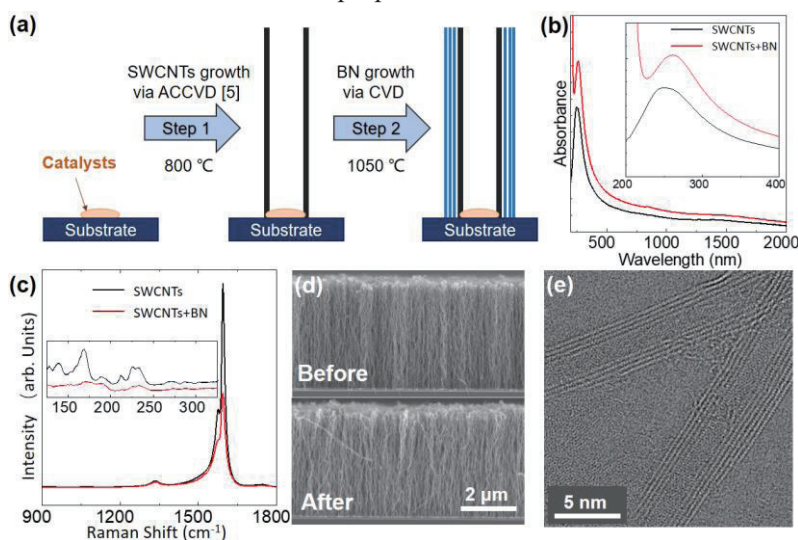 (a)
SWCNTs growth
via ACCVD [5]
Step 1
800 ℃
BN growth
via CVD
Step 2
1050 ℃
Catalysts
Substrate
Substrate
Substrate
(b)
SWCNTs
SWCNTs+BN
200
300
400
Absorbance
500
1000
1500
2000
Wavelength (nm)
(c)
SWCNTs
SWCNTs+BN
150
200
250
300
Intensity (arb. Units)
900
1200
1500
1800
Raman Shift (cm-1)
(d)
Before
After
2 μm
(e)
5 nm